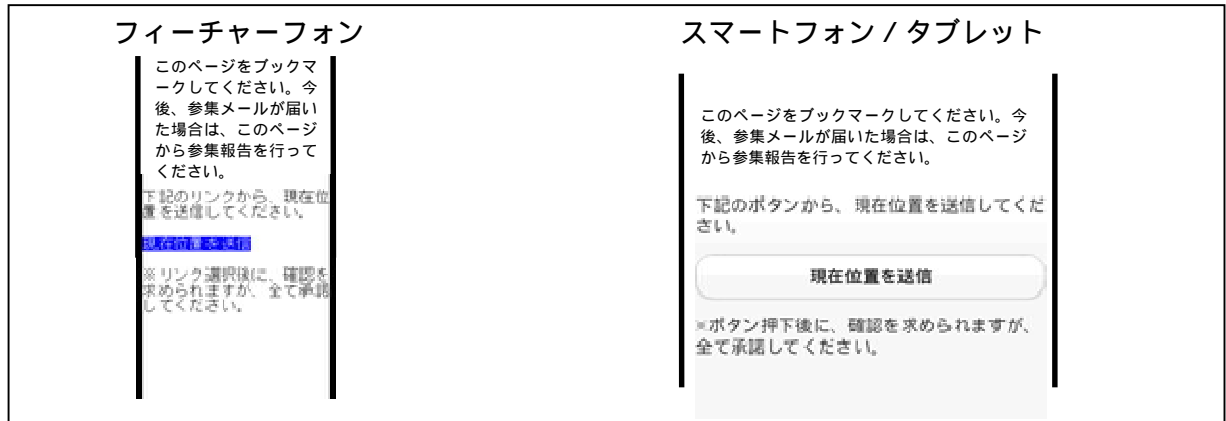 フィーチャーフォン
このページをブックマ
ークしてください。今
後、参集メールが届い
た場合は、このページ
から参集報告を行って
ください。
下記のリンクから、現在位
置を送信してください。
現在位置を送信
※リンク選択後に、確認を
求められますが、全て承諾
してください。
スマートフォン / タブレット
このページをブックマークしてください。今
後、参集メールが届いた場合は、このページ
から参集報告を行ってください。
下記のボタンから、現在位置を送信してくだ
さい。
現在位置を送信
※ボタン押下後に、確認を求められますが、
全て承諾してください。